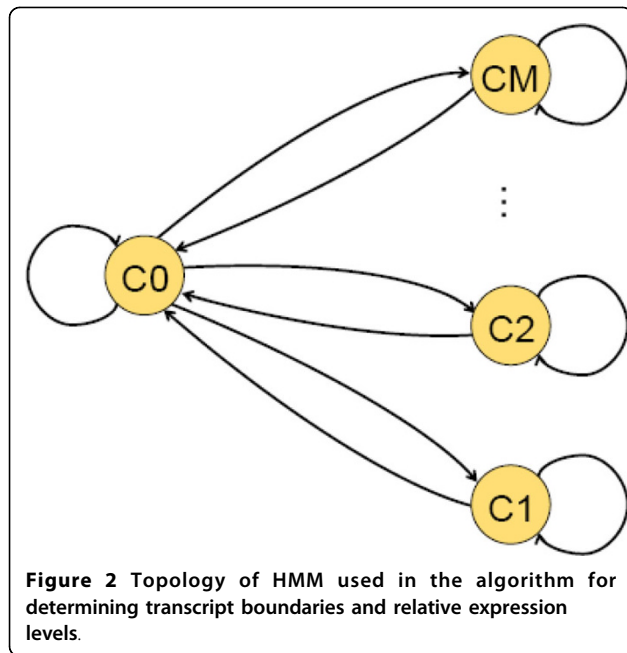 CM
⋮
C0
C2
C1
Figure 2 Topology of HMM used in the algorithm for
determining transcript boundaries and relative expression
levels.